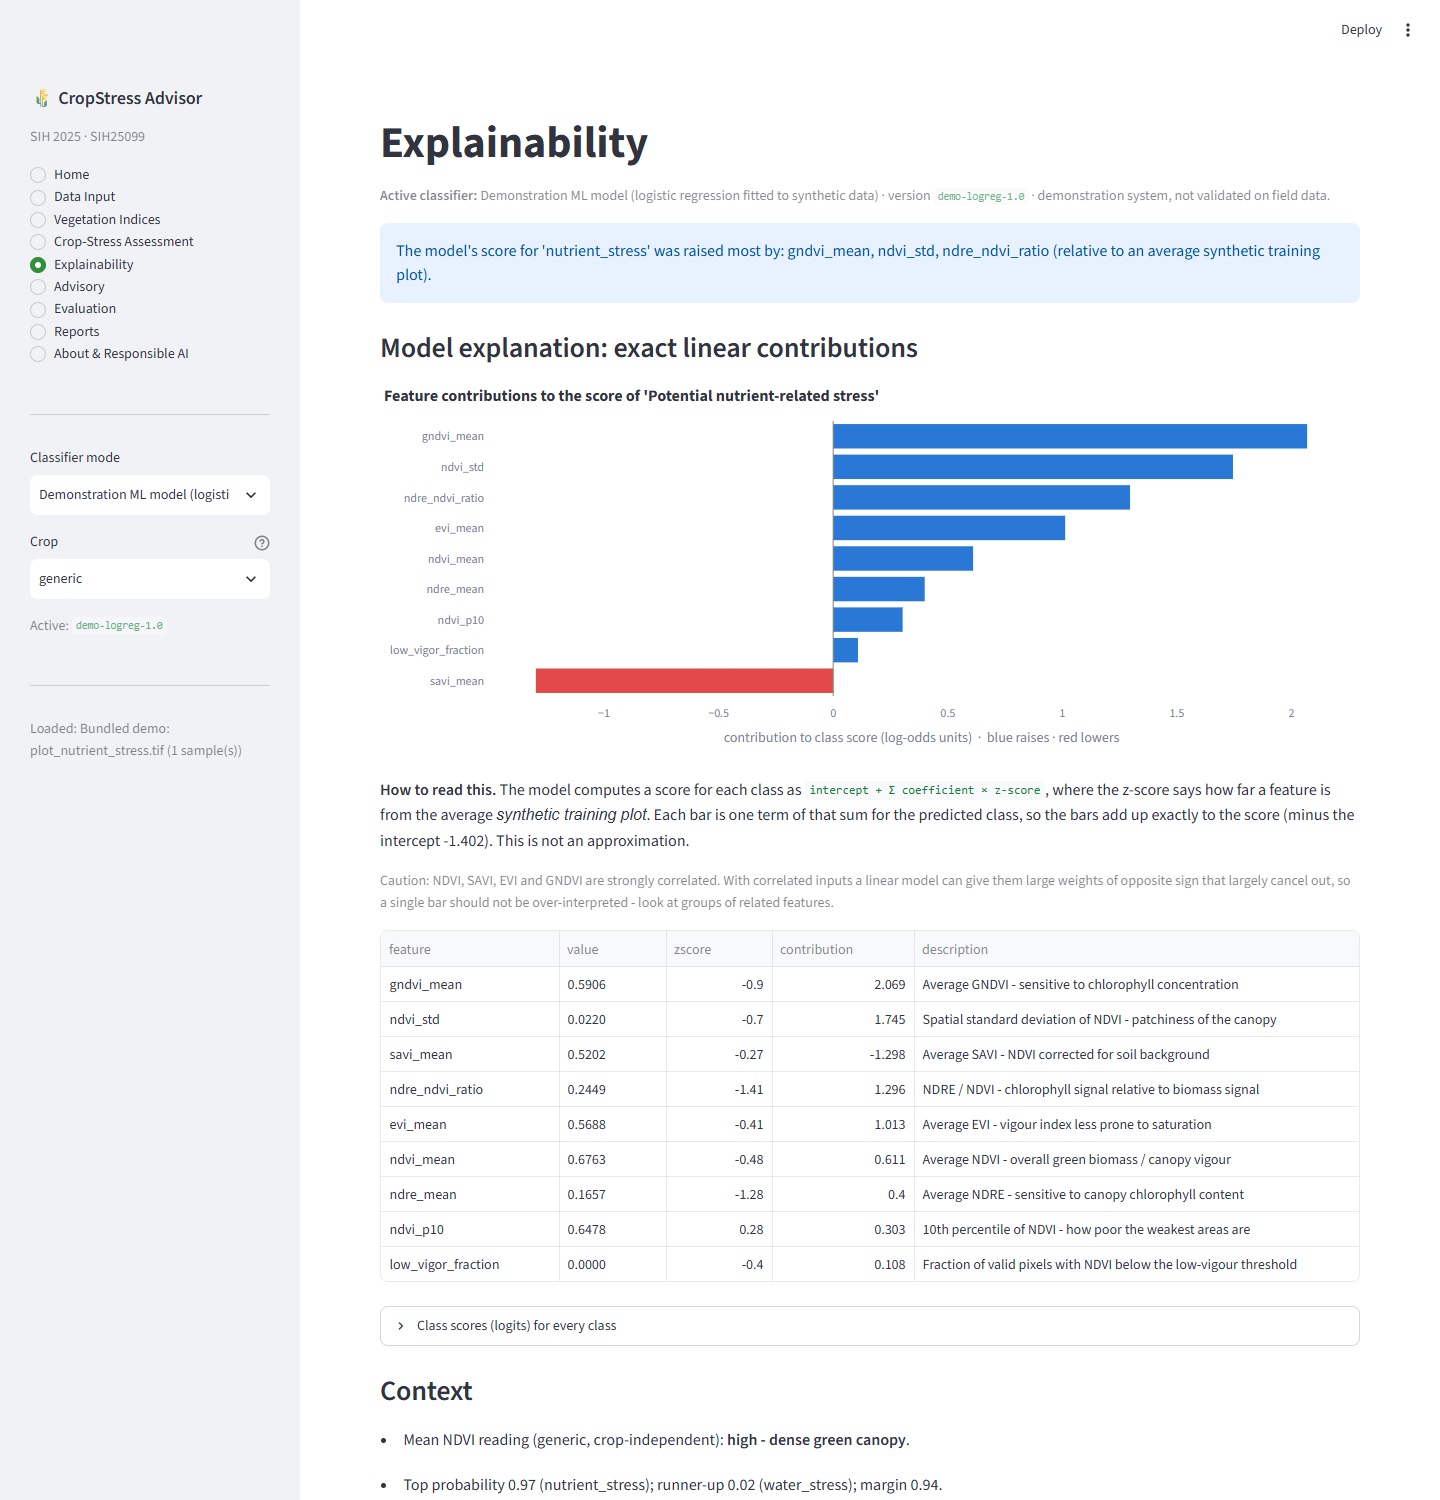 Deploy
CropStress Advisor
SIH 2025 · SIH25099
Home
Data Input
Vegetation Indices
Crop-Stress Assessment
Explainability
Advisory
Evaluation
Reports
About & Responsible AI
Classifier mode
Demonstration ML model (logisti
Crop
generic
Active: demo-logreg-1.0
Loaded: Bundled demo:
plot_nutrient_stress.tif (1 sample(s))
Explainability
Active classifier: Demonstration ML model (logistic regression fitted to synthetic data) · version demo-logreg-1.0 · demonstration system, not validated on field data.
The model's score for 'nutrient_stress' was raised most by: gndvi_mean, ndvi_std, ndre_ndvi_ratio (relative to an average synthetic training
plot).
Model explanation: exact linear contributions
Feature contributions to the score of 'Potential nutrient-related stress'
gndvi_mean
ndvi_std
ndre_ndvi_ratio
evi_mean
ndvi_mean
ndre_mean
ndvi_p10
low_vigor_fraction
savi_mean
−1 −0.5 0 0.5 1 1.5 2
contribution to class score (log-odds units) · blue raises · red lowers
How to read this. The model computes a score for each class as intercept + Σ coefficient × z-score, where the z-score says how far a feature is
from the average synthetic training plot. Each bar is one term of that sum for the predicted class, so the bars add up exactly to the score (minus the
intercept -1.402). This is not an approximation.
Caution: NDVI, SAVI, EVI and GNDVI are strongly correlated. With correlated inputs a linear model can give them large weights of opposite sign that largely cancel out, so
a single bar should not be over-interpreted - look at groups of related features.
feature value zscore contribution description
gndvi_mean 0.5906 -0.9 2.069 Average GNDVI - sensitive to chlorophyll concentration
ndvi_std 0.0220 -0.7 1.745 Spatial standard deviation of NDVI - patchiness of the canopy
savi_mean 0.5202 -0.27 -1.298 Average SAVI - NDVI corrected for soil background
ndre_ndvi_ratio 0.2449 -1.41 1.296 NDRE / NDVI - chlorophyll signal relative to biomass signal
evi_mean 0.5688 -0.41 1.013 Average EVI - vigour index less prone to saturation
ndvi_mean 0.6763 -0.48 0.611 Average NDVI - overall green biomass / canopy vigour
ndre_mean 0.1657 -1.28 0.4 Average NDRE - sensitive to canopy chlorophyll content
ndvi_p10 0.6478 0.28 0.303 10th percentile of NDVI - how poor the weakest areas are
low_vigor_fraction 0.0000 -0.4 0.108 Fraction of valid pixels with NDVI below the low-vigour threshold
Class scores (logits) for every class
Context
• Mean NDVI reading (generic, crop-independent): high - dense green canopy.
• Top probability 0.97 (nutrient_stress); runner-up 0.02 (water_stress); margin 0.94.